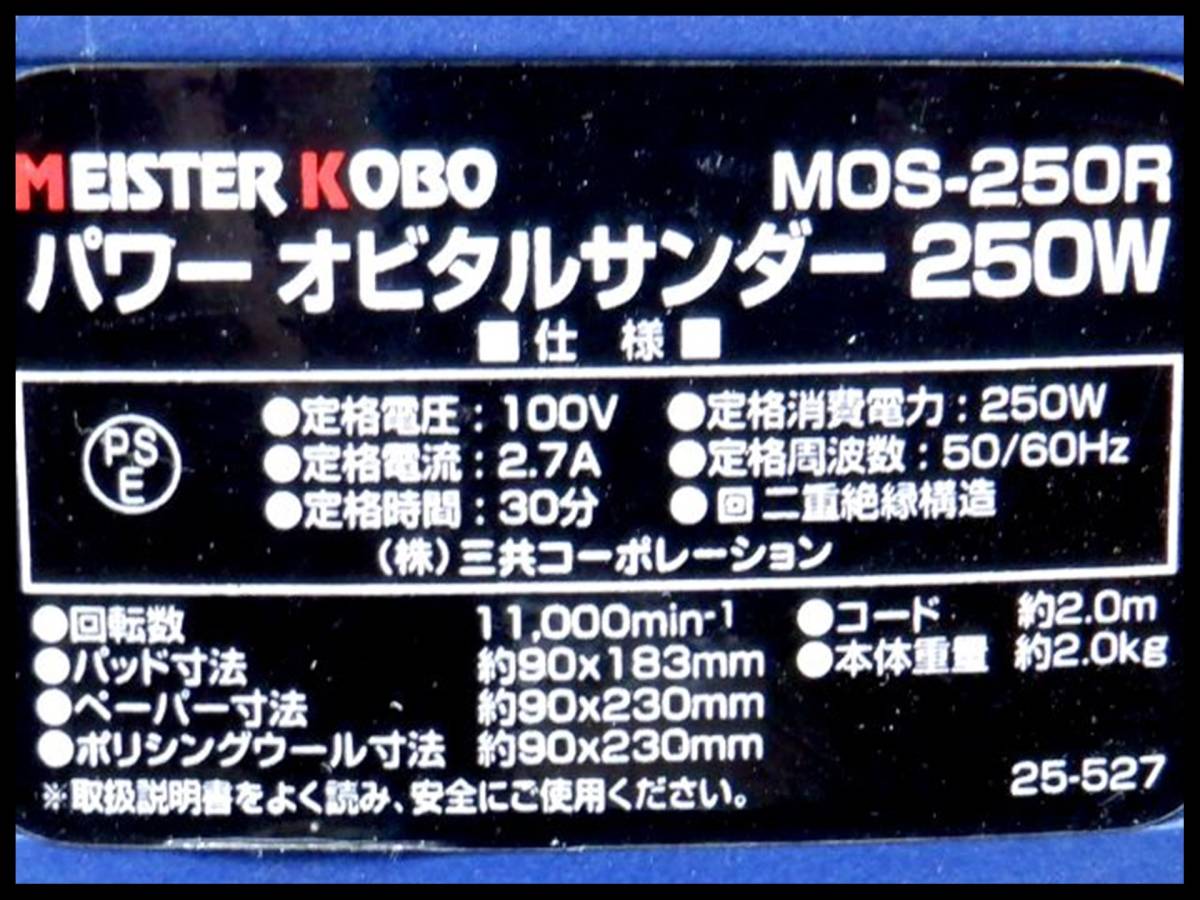 MEISTER KOBO MOS-250R
パワー オビタルサンダー 250W
■仕 様■
PSE
●定格電圧：100V ●定格消費電力：250W
●定格電流：2.7A ●定格周波数：50/60Hz
●定格時間：30分 ●回二重絶縁構造
（株）三共コーポレーション
●回転数 11,000min-1 ●コード 約2.0m
●パッド寸法 約90x183mm ●本体重量 約2.0kg
●ペーパー寸法 約90x230mm
●ポリシングウール寸法 約90x230mm
25-527
※取扱説明書をよく読み、安全にご使用ください。